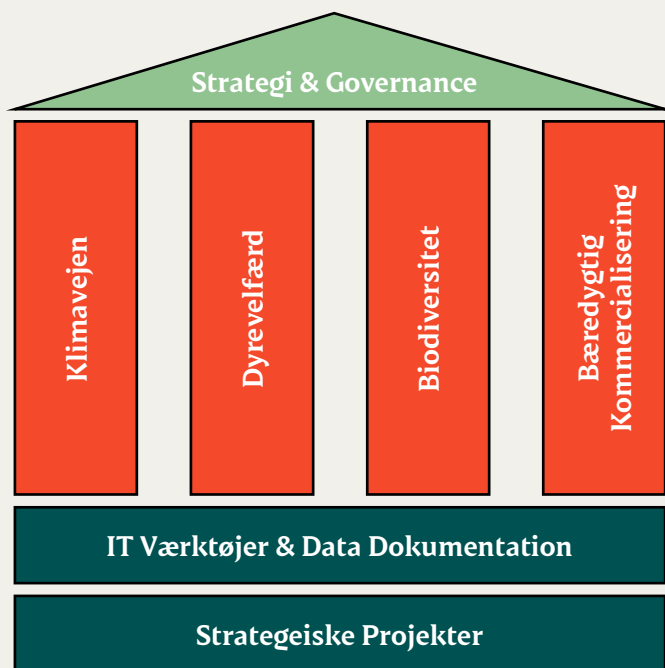 Strategi & Governance
Klimavejen
Dyrevelfærd
Biodiversitet
Bæredygtig
Kommercialisering
IT Værktøjer & Data Dokumentation
Strategeiske Projekter